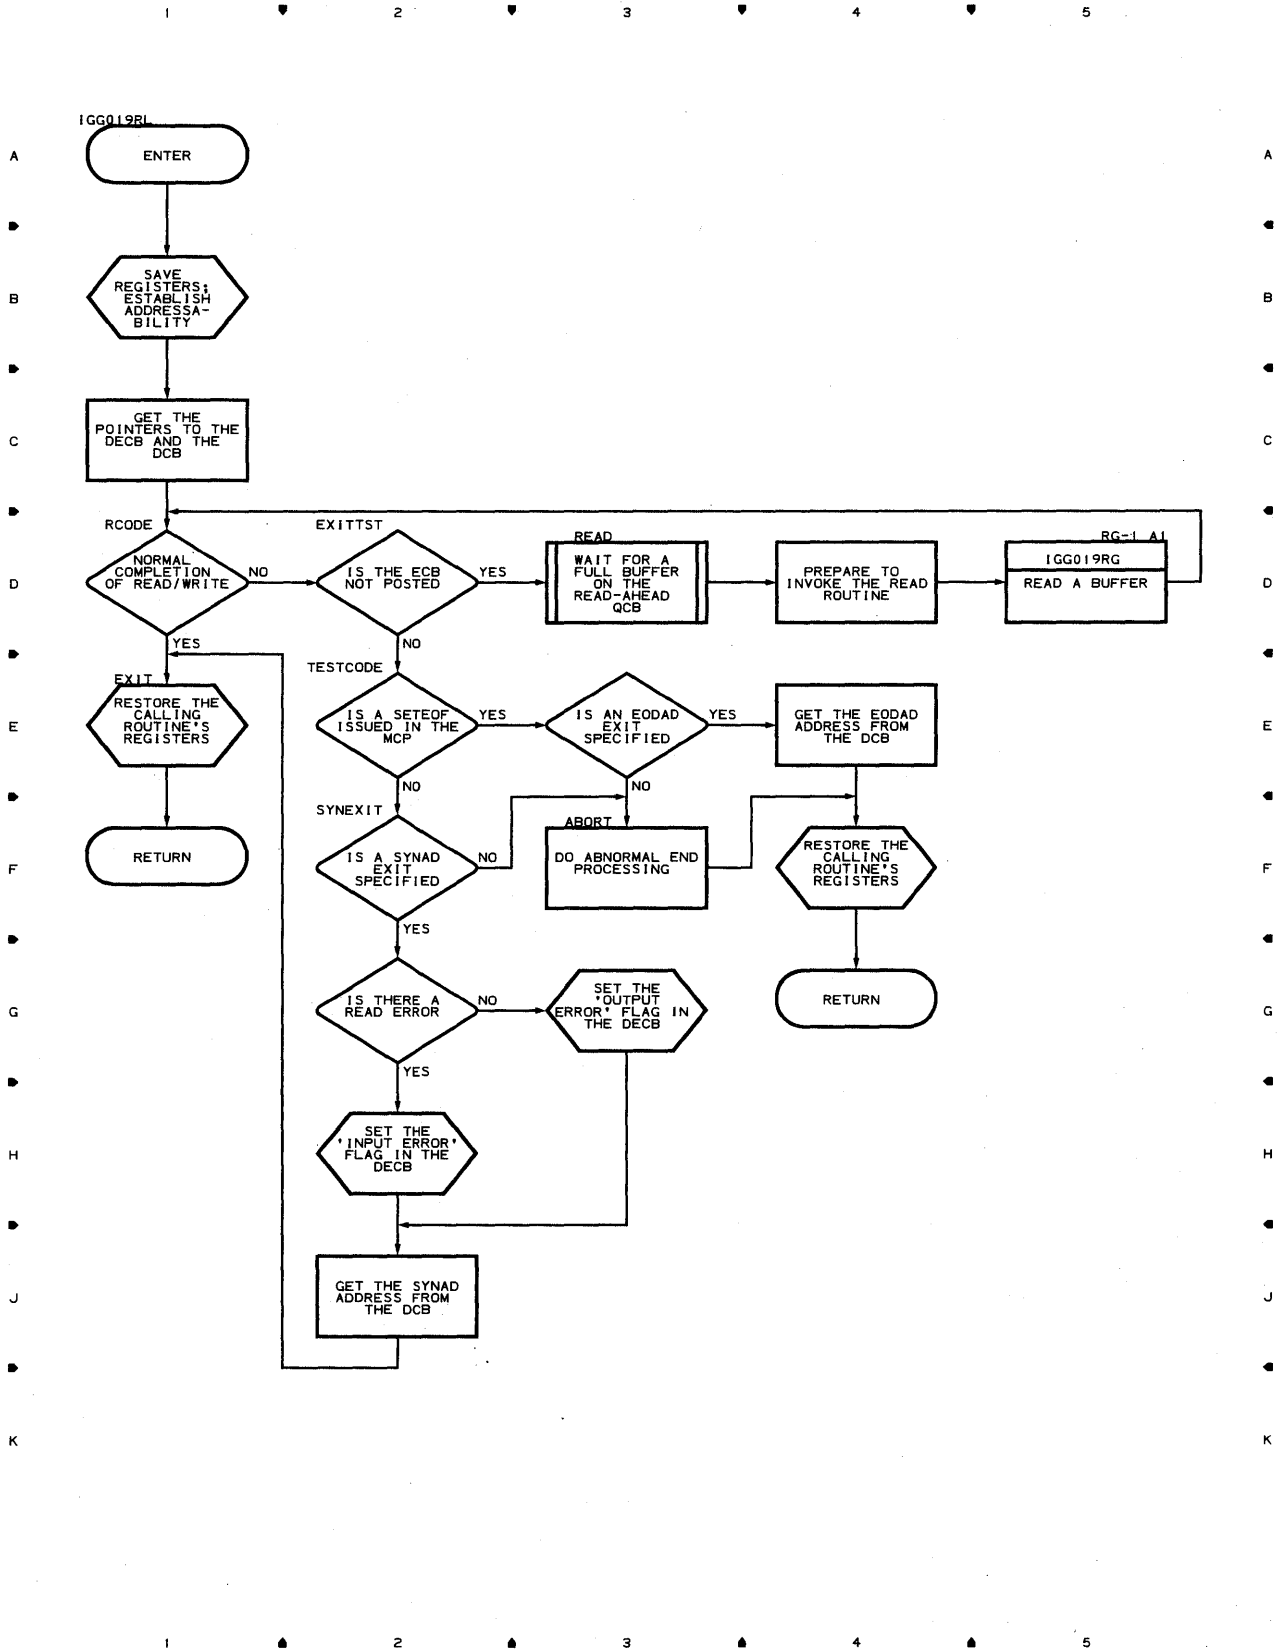 1 2 3 4 5
IGG019RL
A
ENTER
A
B
SAVE
REGISTERS;
ESTABLISH
ADDRESSA-
BILITY
B
C
GET THE
POINTERS TO THE
DECB AND THE
DCB
C
RCODE
NORMAL
COMPLETION
OF READ/WRITE
NO
YES
EXITTST
IS THE ECB
NOT POSTED
YES
NO
READ
WAIT FOR A
FULL BUFFER
ON THE
READ-AHEAD
QCB
PREPARE TO
INVOKE THE READ
ROUTINE
RG-1 A1
IGG019RG
READ A BUFFER
D
D
EXIT
RESTORE THE
CALLING
ROUTINE'S
REGISTERS
TESTCODE
IS A SETEOF
ISSUED IN THE
MCP
YES
NO
IS AN EODAD
EXIT
SPECIFIED
YES
NO
GET THE EODAD
ADDRESS FROM
THE DCB
E
E
RETURN
SYNEXIT
IS A SYNAD
EXIT
SPECIFIED
NO
YES
ABORT
DO ABNORMAL END
PROCESSING
RESTORE THE
CALLING
ROUTINE'S
REGISTERS
F
F
IS THERE A
READ ERROR
NO
YES
SET THE
'OUTPUT
ERROR' FLAG IN
THE DECB
RETURN
G
G
SET THE
'INPUT ERROR'
FLAG IN THE
DECB
H
H
GET THE SYNAD
ADDRESS FROM
THE DCB
J
J
K
K
1 2 3 4 5